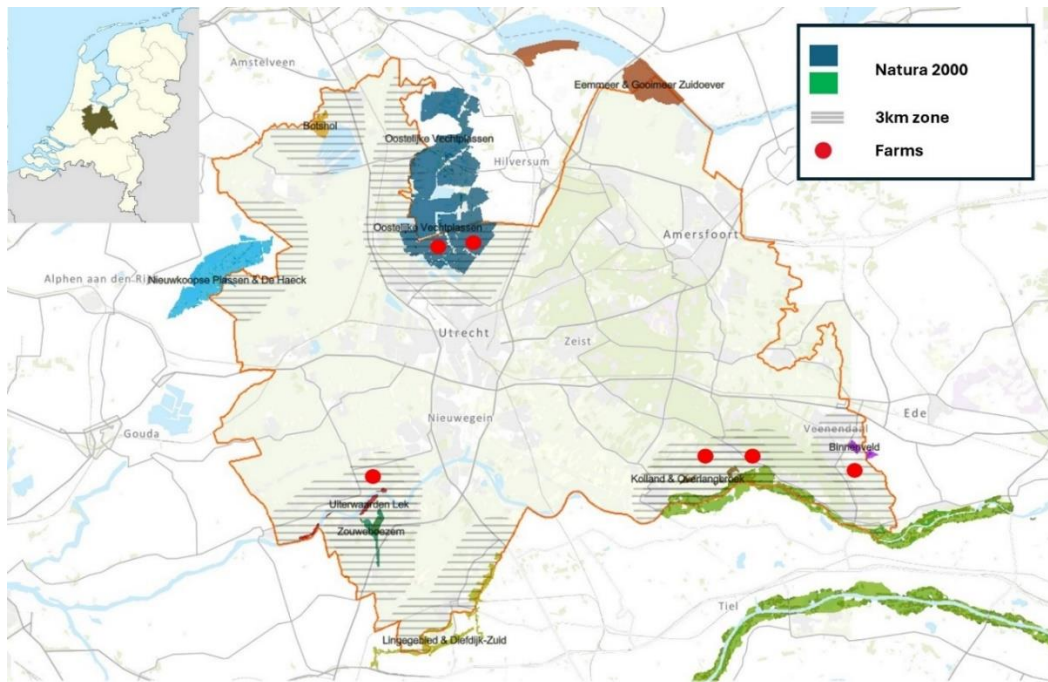 Amstelveen
Eemmeer & Gooimeer Zuidoever
Natura 2000
3km zone
Farms
Botshol
Oostelijke Vechtplassen
Hilversum
Oostelijke Vechtplassen
Amersfoort
Alphen aan den Rij
Nieuwkoopse Plassen & De Haeck
Utrecht
Zeist
Nieuwegein
Ede
Gouda
Veenendaal
Binnenveld
Kolland & Overlangbroek
Uiterwaarden Lek
Zouweboezem
Tiel
Lingegebied & Diefdijk-Zuid